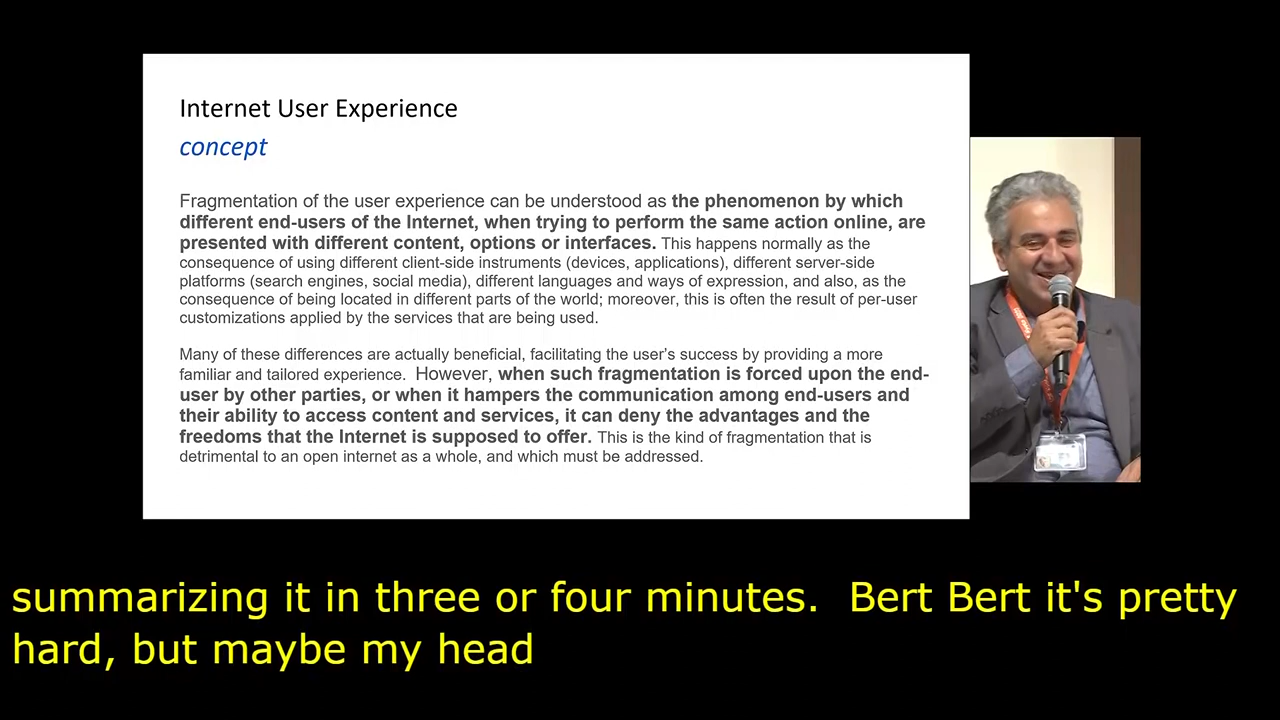 Internet User Experience
concept
Fragmentation of the user experience can be understood as the phenomenon by which
different end-users of the Internet, when trying to perform the same action online, are
presented with different content, options or interfaces. This happens normally as the
consequence of using different client-side instruments (devices, applications), different server-side
platforms (search engines, social media), different languages and ways of expression, and also, as the
consequence of being located in different parts of the world; moreover, this is often the result of per-user
customizations applied by the services that are being used.
Many of these differences are actually beneficial, facilitating the user's success by providing a more
familiar and tailored experience.  However, when such fragmentation is forced upon the end-
user by other parties, or when it hampers the communication among end-users and
their ability to access content and services, it can deny the advantages and the
freedoms that the Internet is supposed to offer. This is the kind of fragmentation that is
detrimental to an open internet as a whole, and which must be addressed.
summarizing it in three or four minutes.  Bert Bert it's pretty
hard, but maybe my head